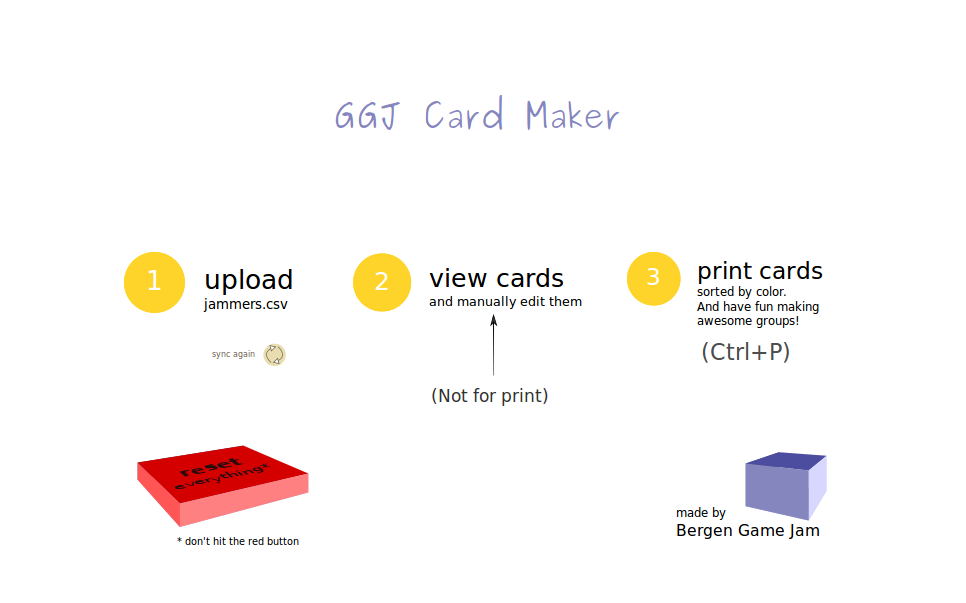 GGJ Card Maker
1
upload
jammers.csv
sync again
2
view cards
and manually edit them
(Not for print)
3
print cards
sorted by color.
And have fun making
awesome groups!
(Ctrl+P)
reset
everything*
* don't hit the red button
made by
Bergen Game Jam